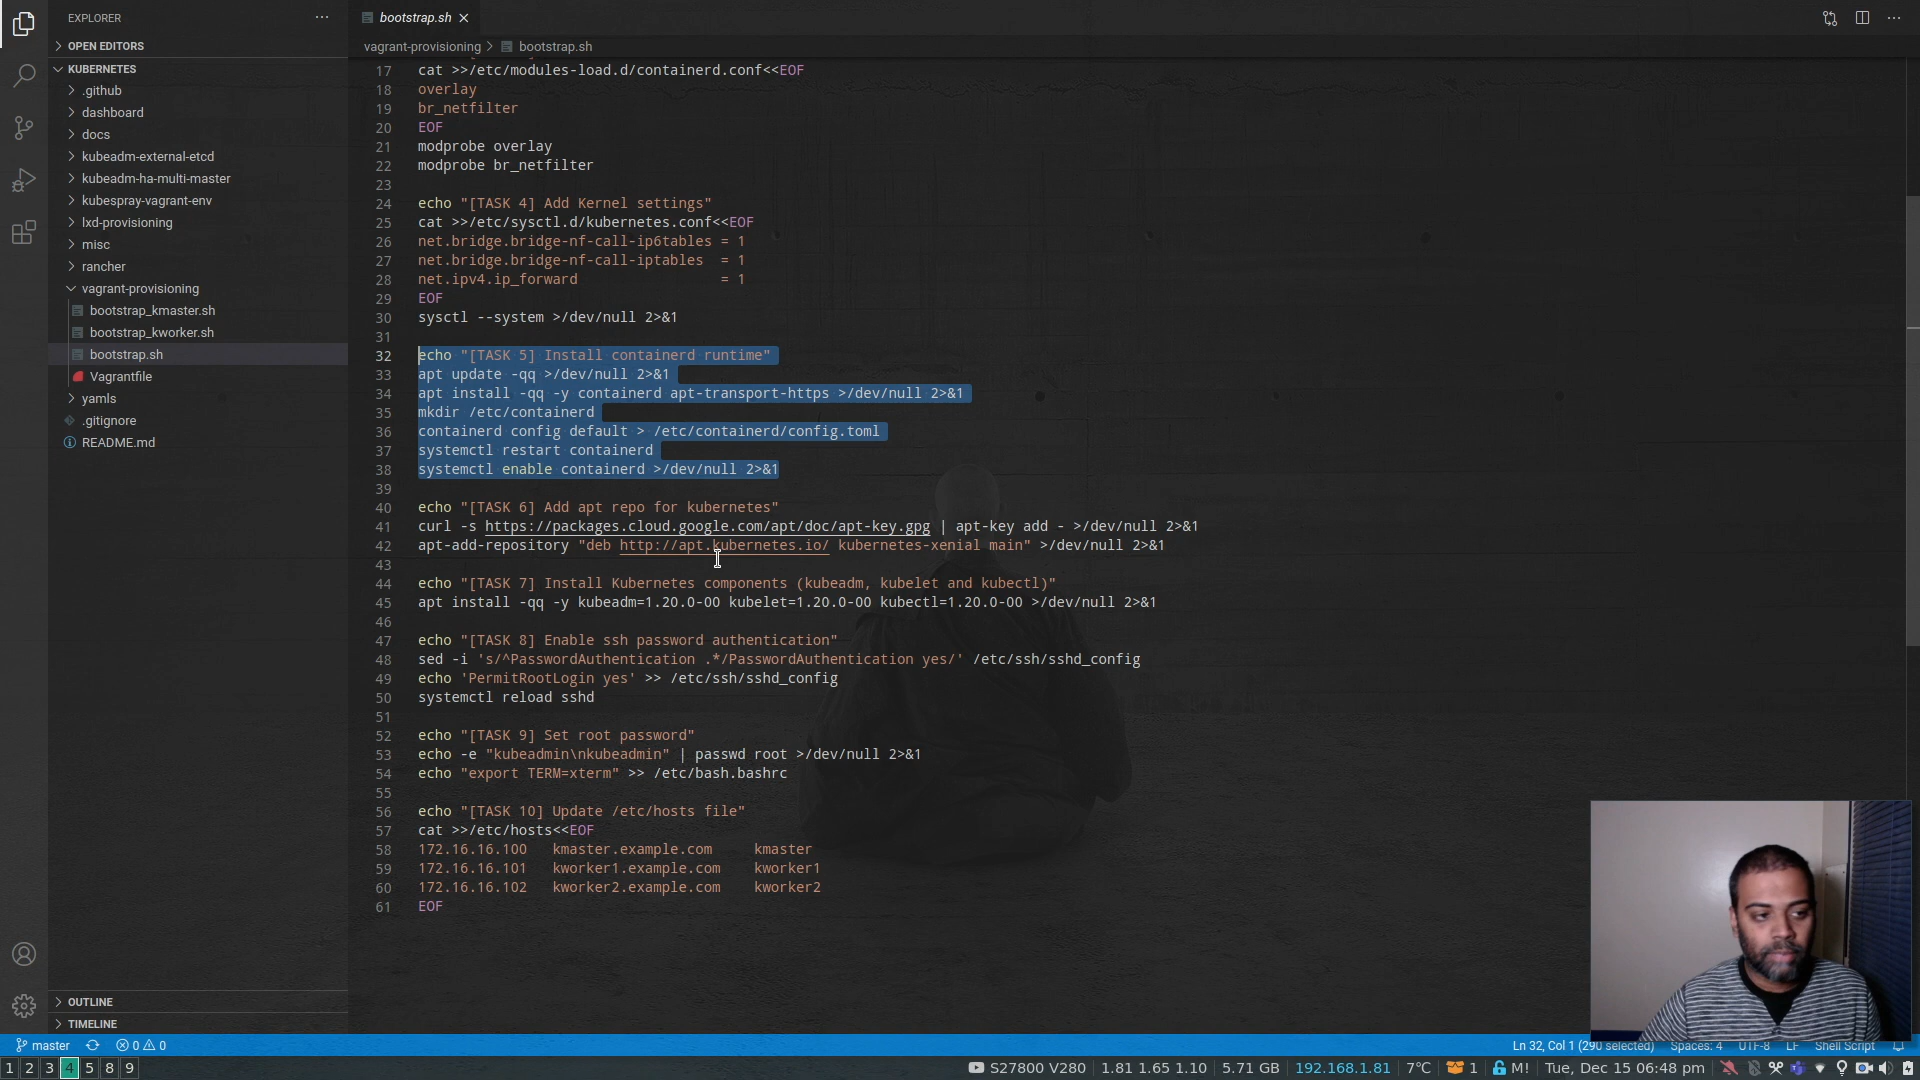 EXPLORER
OPEN EDITORS
KUBERNETES
.github
dashboard
docs
kubeadm-external-etcd
kubeadm-ha-multi-master
kubespray-vagrant-env
lxd-provisioning
misc
rancher
vagrant-provisioning
bootstrap_kmaster.sh
bootstrap_kworker.sh
bootstrap.sh
Vagrantfile
yamls
.gitignore
README.md
OUTLINE
TIMELINE
bootstrap.sh
vagrant-provisioning > bootstrap.sh
17 cat >>/etc/modules-load.d/containerd.conf<<EOF
18 overlay
19 br_netfilter
20 EOF
21 modprobe overlay
22 modprobe br_netfilter
23
24 echo "[TASK 4] Add Kernel settings"
25 cat >>/etc/sysctl.d/kubernetes.conf<<EOF
26 net.bridge.bridge-nf-call-ip6tables = 1
27 net.bridge.bridge-nf-call-iptables  = 1
28 net.ipv4.ip_forward                 = 1
29 EOF
30 sysctl --system >/dev/null 2>&1
31
32 echo "[TASK 5] Install containerd runtime"
33 apt update -qq >/dev/null 2>&1
34 apt install -qq -y containerd apt-transport-https >/dev/null 2>&1
35 mkdir /etc/containerd
36 containerd config default > /etc/containerd/config.toml
37 systemctl restart containerd
38 systemctl enable containerd >/dev/null 2>&1
39
40 echo "[TASK 6] Add apt repo for kubernetes"
41 curl -s https://packages.cloud.google.com/apt/doc/apt-key.gpg | apt-key add - >/dev/null 2>&1
42 apt-add-repository "deb http://apt.kubernetes.io/ kubernetes-xenial main" >/dev/null 2>&1
43
44 echo "[TASK 7] Install Kubernetes components (kubeadm, kubelet and kubectl)"
45 apt install -qq -y kubeadm=1.20.0-00 kubelet=1.20.0-00 kubectl=1.20.0-00 >/dev/null 2>&1
46
47 echo "[TASK 8] Enable ssh password authentication"
48 sed -i 's/^PasswordAuthentication .*/PasswordAuthentication yes/' /etc/ssh/sshd_config
49 echo 'PermitRootLogin yes' >> /etc/ssh/sshd_config
50 systemctl reload sshd
51
52 echo "[TASK 9] Set root password"
53 echo -e "kubeadmin\nkubeadmin" | passwd root >/dev/null 2>&1
54 echo "export TERM=xterm" >> /etc/bash.bashrc
55
56 echo "[TASK 10] Update /etc/hosts file"
57 cat >>/etc/hosts<<EOF
58 172.16.16.100   kmaster.example.com     kmaster
59 172.16.16.101   kworker1.example.com    kworker1
60 172.16.16.102   kworker2.example.com    kworker2
61 EOF
master 0 0 Ln 32, Col 1 (290 selected) Spaces: 4 UTF-8 LF Shell Script
1 2 3 4 5 8 9 S27800 V280 1.81 1.65 1.10 5.71 GB 192.168.1.81 7°C 1 M! Tue, Dec 15 06:48 pm